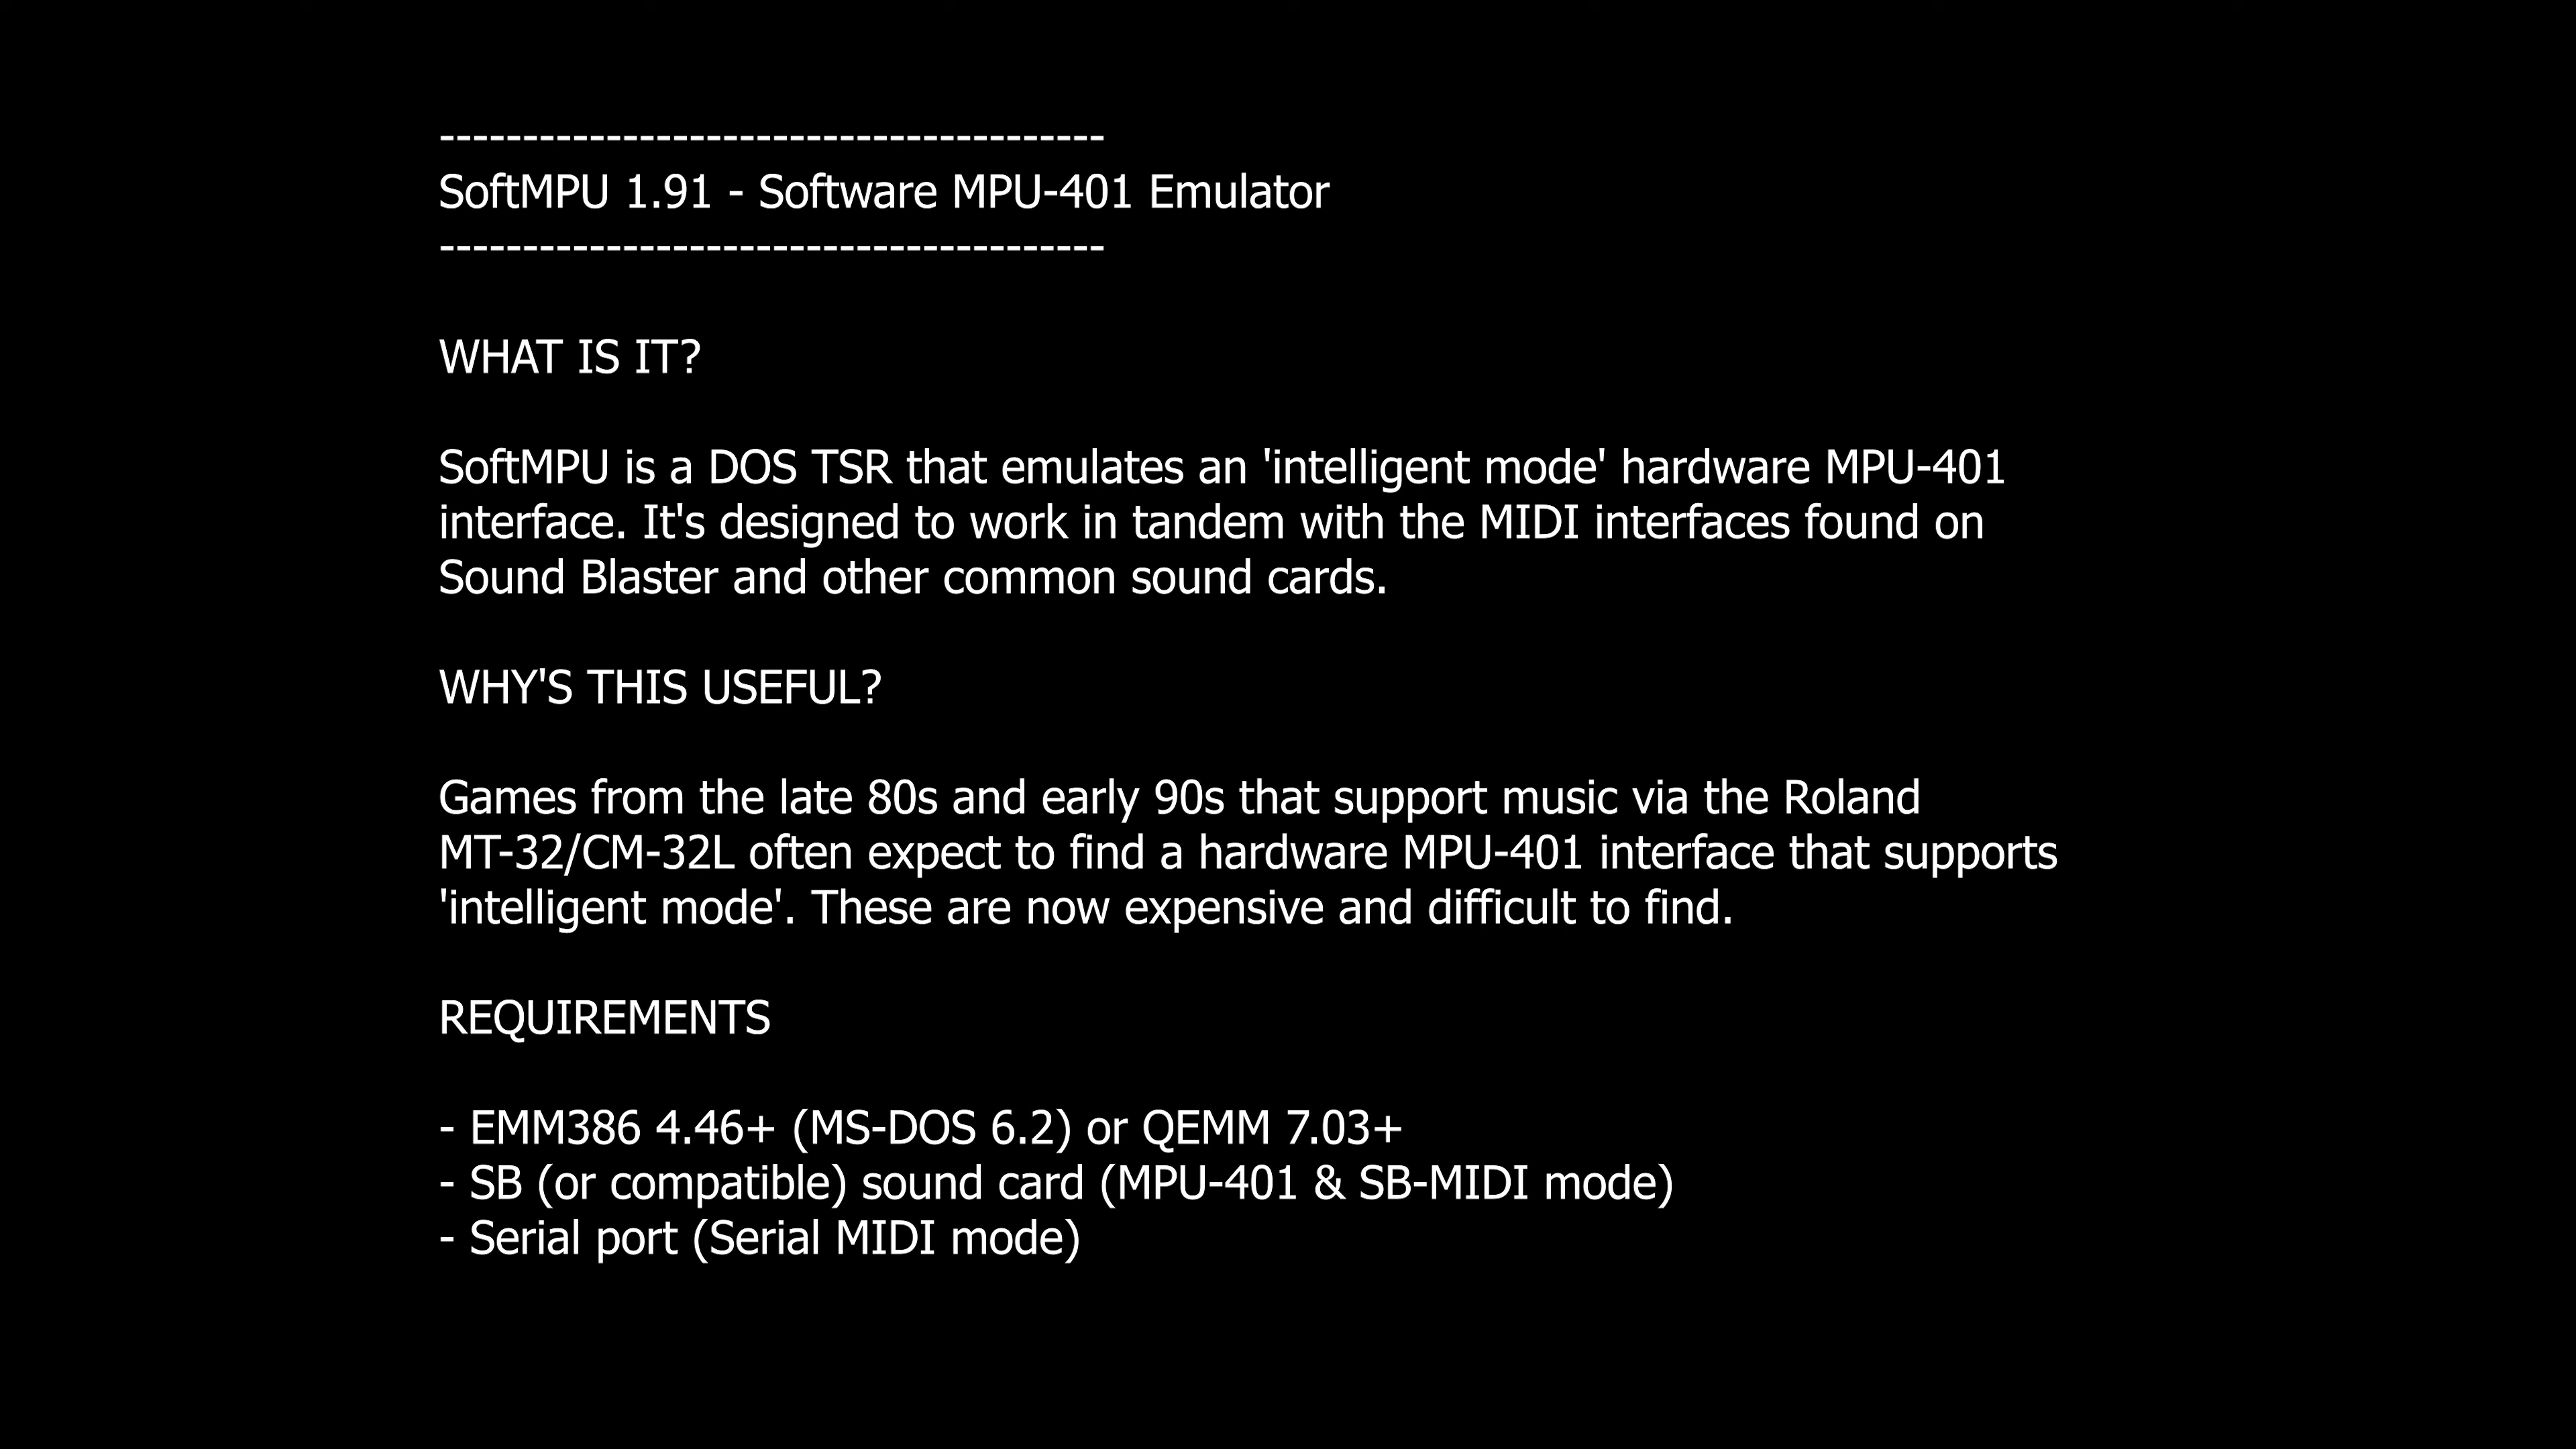 ----------------------------------------
SoftMPU 1.91 - Software MPU-401 Emulator
----------------------------------------
WHAT IS IT?
SoftMPU is a DOS TSR that emulates an 'intelligent mode' hardware MPU-401
interface. It's designed to work in tandem with the MIDI interfaces found on
Sound Blaster and other common sound cards.
WHY'S THIS USEFUL?
Games from the late 80s and early 90s that support music via the Roland
MT-32/CM-32L often expect to find a hardware MPU-401 interface that supports
'intelligent mode'. These are now expensive and difficult to find.
REQUIREMENTS
- EMM386 4.46+ (MS-DOS 6.2) or QEMM 7.03+
- SB (or compatible) sound card (MPU-401 & SB-MIDI mode)
- Serial port (Serial MIDI mode)